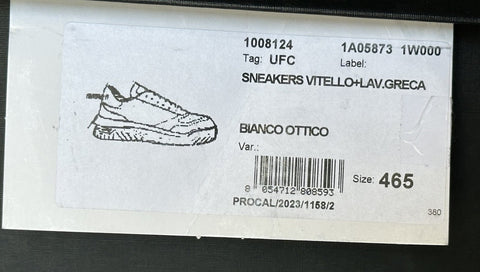 1008124 1A05873 1W000
Tag: UFC Label:
SNEAKERS VITELLO+LAV.GRECA
BIANCO OTTICO
Var.:
Size: 465
8 054712 808593
PROCAL/2023/1158/2
380